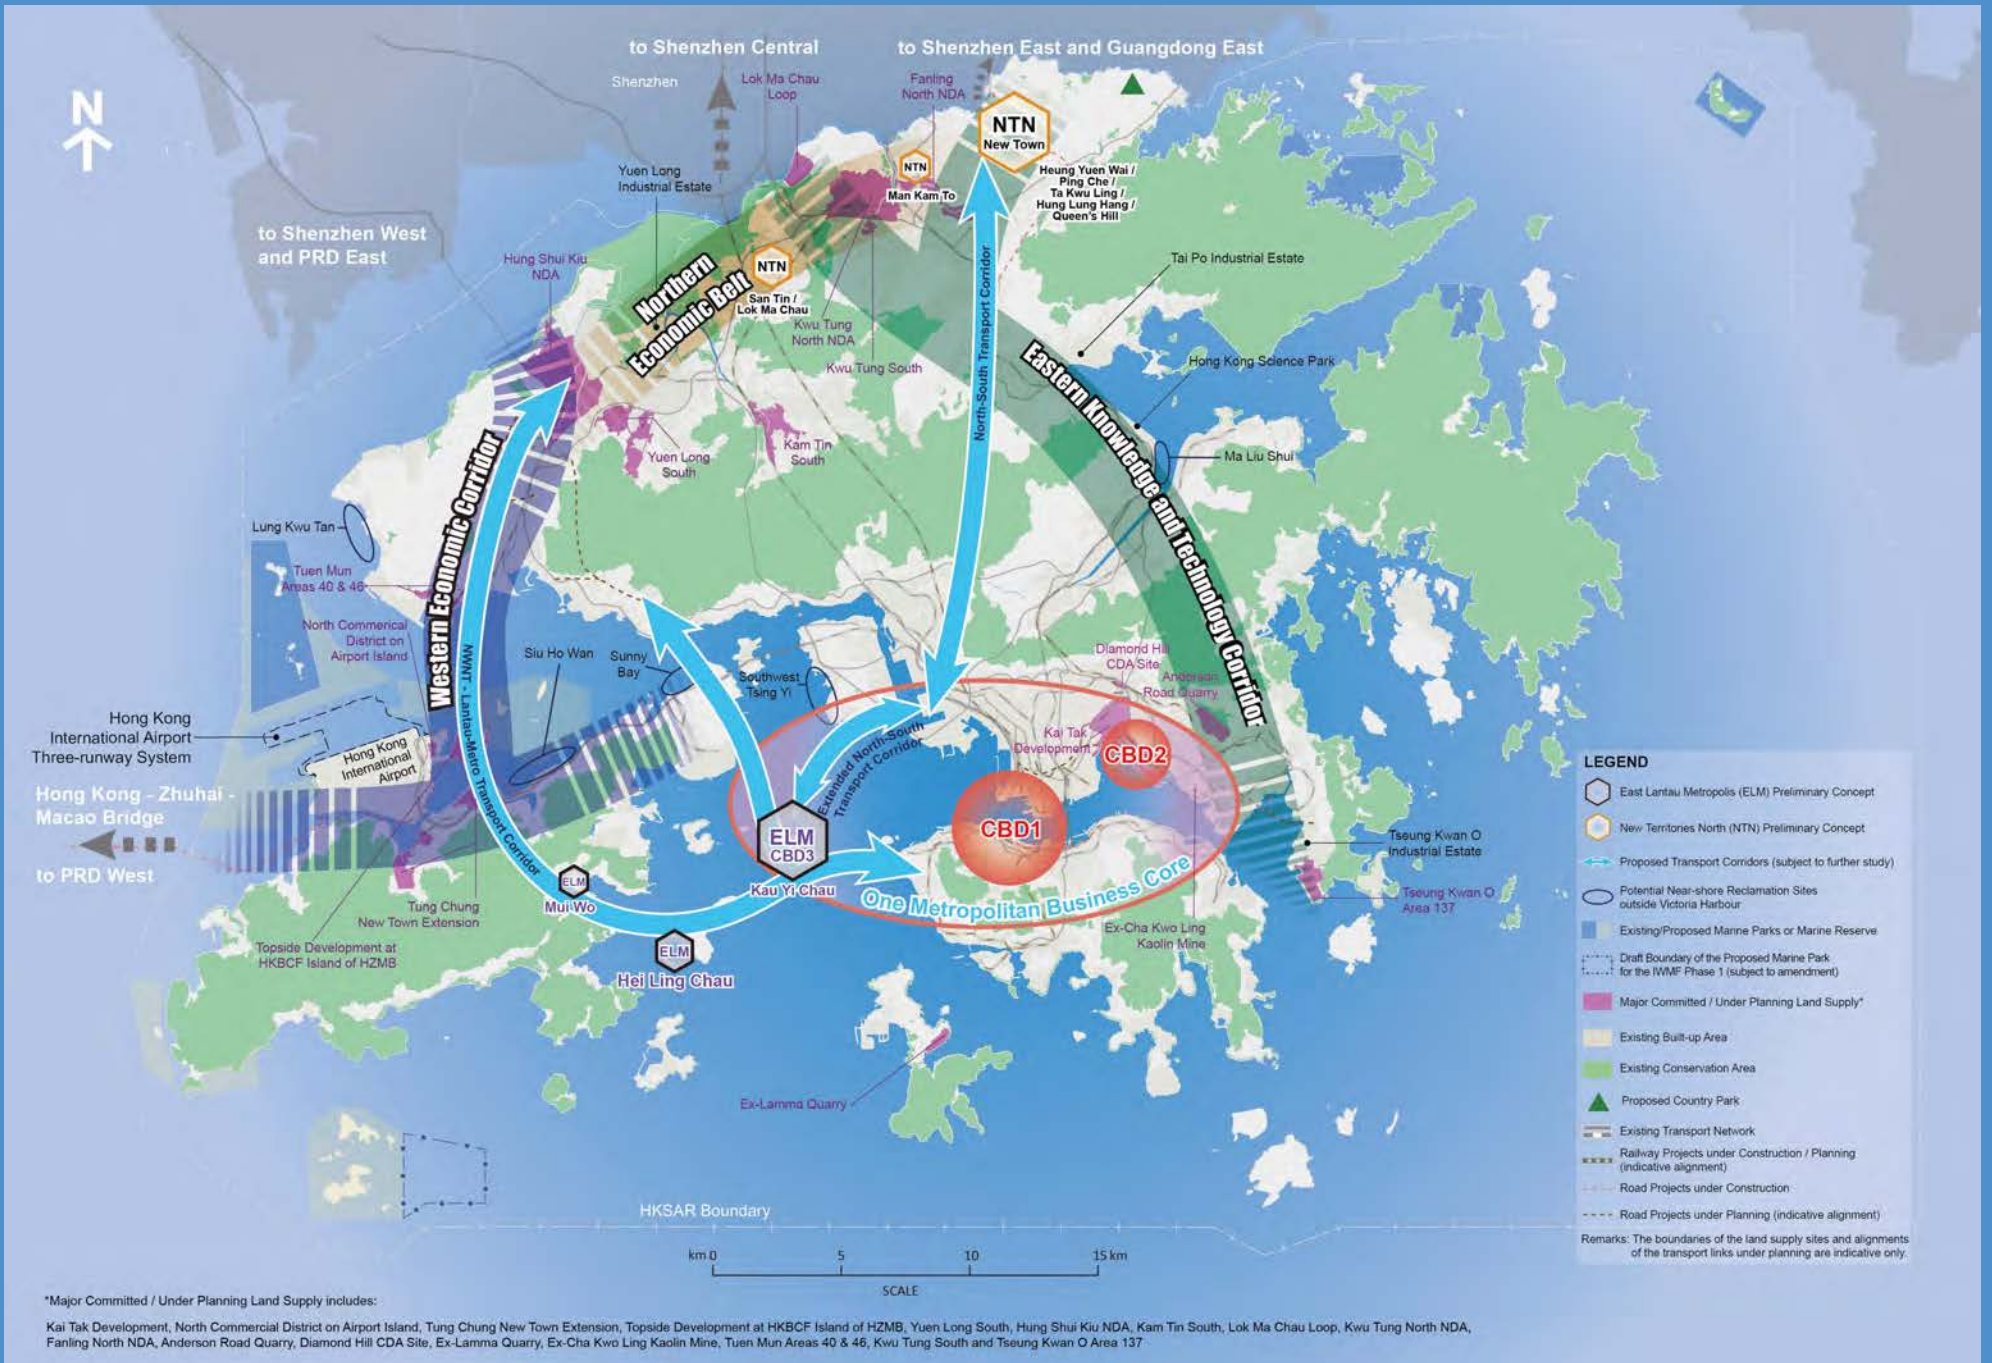 to Shenzhen Central
to Shenzhen East and Guangdong East
N
Shenzhen
Lok Ma Chau
Loop
Fanling
North NDA
NTN
New Town
Yuen Long
Industrial Estate
NTN
Man Kam To
Heung Yuen Wai /
Ping Che /
Ta Kwu Ling /
Hung Lung Hang /
Queen's Hill
to Shenzhen West
and PRD East
Hung Shui Kiu
NDA
Northern
Economic Belt
NTN
San Tin /
Lok Ma Chau
Kwu Tung
North NDA
Kwu Tung South
North-South Transport Corridor
Tai Po Industrial Estate
Hong Kong Science Park
Eastern Knowledge and Technology Corridor
Ma Liu Shui
Yuen Long
South
Kam Tin
South
Western Economic Corridor
Lung Kwu Tan
Tuen Mun
Areas 40 & 46
North Commerical
District on
Airport Island
NWNT - Lantau-Metro Transport Corridor
Siu Ho Wan
Sunny
Bay
Southwest
Tsing Yi
Diamond Hill
CDA Site
Anderson
Road Quarry
Kai Tak
Development
CBD2
CBD1
Extended North-South
Transport Corridor
Hong Kong
International Airport
Three-runway System
Hong Kong
International
Airport
Hong Kong - Zhuhai -
Macao Bridge
to PRD West
ELM
CBD3
Kau Yi Chau
ELM
Mui Wo
ELM
Hei Ling Chau
One Metropolitan Business Core
Tung Chung
New Town Extension
Topside Development at
HKBCF Island of HZMB
Ex-Cha Kwo Ling
Kaolin Mine
Tseung Kwan O
Industrial Estate
Tseung Kwan O
Area 137
Ex-Lamma Quarry
HKSAR Boundary
km 0 5 10 15 km
SCALE
LEGEND
East Lantau Metropolis (ELM) Preliminary Concept
New Territories North (NTN) Preliminary Concept
Proposed Transport Corridors (subject to further study)
Potential Near-shore Reclamation Sites
outside Victoria Harbour
Existing/Proposed Marine Parks or Marine Reserve
Draft Boundary of the Proposed Marine Park
for the IWMF Phase 1 (subject to amendment)
Major Committed / Under Planning Land Supply*
Existing Built-up Area
Existing Conservation Area
Proposed Country Park
Existing Transport Network
Railway Projects under Construction / Planning
(indicative alignment)
Road Projects under Construction
Road Projects under Planning (indicative alignment)
Remarks: The boundaries of the land supply sites and alignments
of the transport links under planning are indicative only.
*Major Committed / Under Planning Land Supply includes:
Kai Tak Development, North Commercial District on Airport Island, Tung Chung New Town Extension, Topside Development at HKBCF Island of HZMB, Yuen Long South, Hung Shui Kiu NDA, Kam Tin South, Lok Ma Chau Loop, Kwu Tung North NDA,
Fanling North NDA, Anderson Road Quarry, Diamond Hill CDA Site, Ex-Lamma Quarry, Ex-Cha Kwo Ling Kaolin Mine, Tuen Mun Areas 40 & 46, Kwu Tung South and Tseung Kwan O Area 137